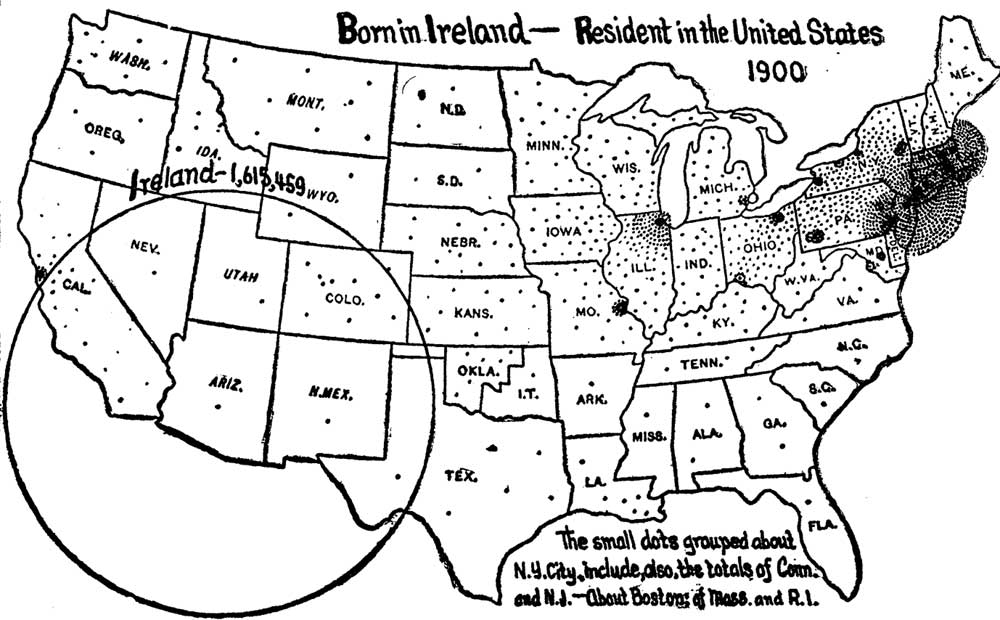 Born in Ireland— Resident in the United States
1900
WASH.
MONT.
N.D.
MINN.
ME.
OREG.
IDA.
WIS.
V.T.
N.H.
Ireland-1,615,459
WYO.
S.D.
MICH.
NEV.
NEBR.
IOWA
PA.
UTAH
ILL.
IND.
OHIO
MD.
DEL.
CAL.
COLO.
KANS.
MO.
W.VA.
VA.
KY.
ARIZ.
N.MEX.
OKLA.
I.T.
TENN.
N.C.
ARK.
S.C.
MISS.
ALA.
GA.
TEX.
LA.
FLA.
The small dots grouped about
N.Y.City, include, also, the totals of Conn.
and N.J.—About Boston: of Mass. and R.I.